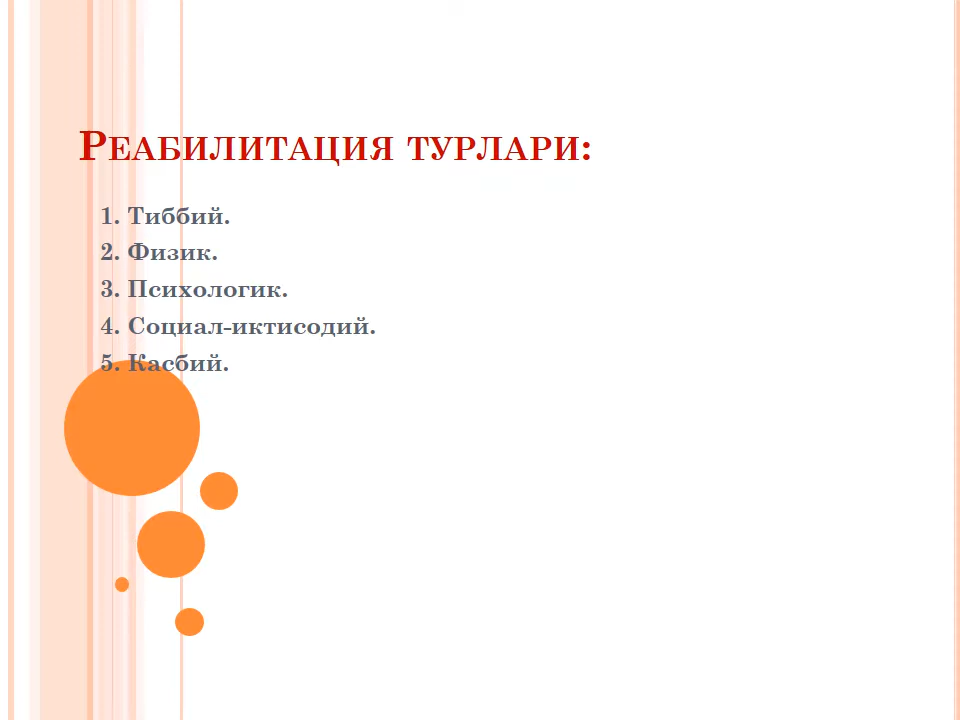 Реабилитация турлари:
1. Тиббий.
2. Физик.
3. Психологик.
4. Социал-иктисодий.
5. Касбий.